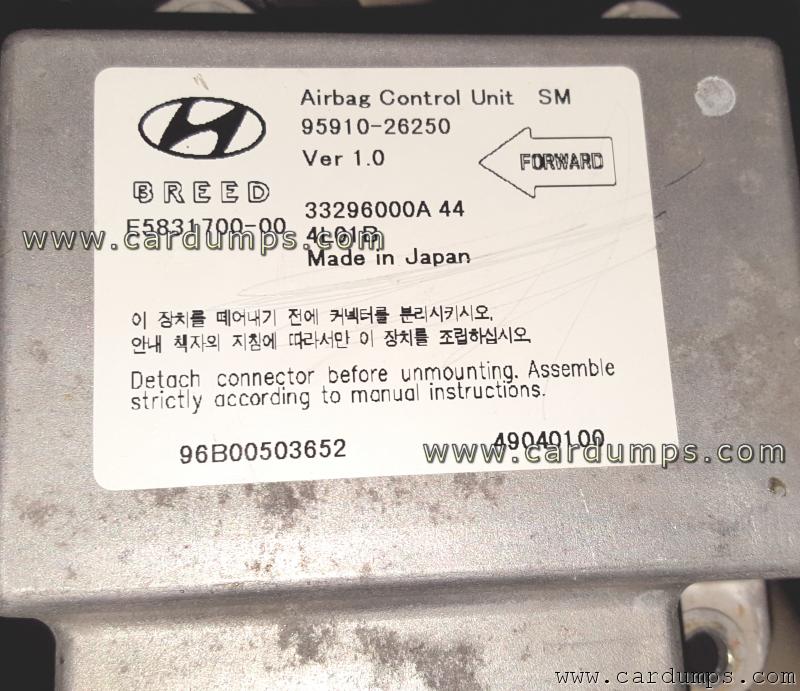 Airbag Control Unit SM
95910-26250
Ver 1.0
FORWARD
BREED
E5831700-00
33296000A 44
4L01B
www.cardumps.com
Made in Japan
이 장치를 떼어내기 전에 커넥터를 분리시키시오.
안내 책자의 지침에 따라서만 이 장치를 조립하십시오.
Detach connector before unmounting. Assemble
strictly according to manual instructions.
96B00503652
49040100
www.cardumps.com
www.cardumps.com